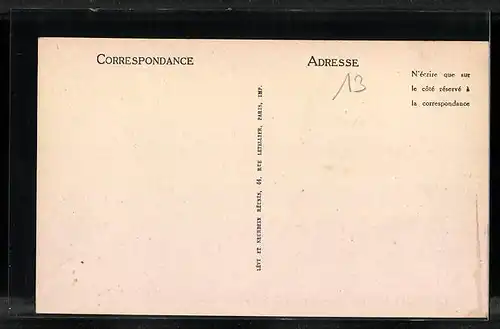 CORRESPONDANCE
ADRESSE
13
N'écrire que sur
le côté réservé à
la correspondance
LÉVY ET NEURDEIN RÉUNIS, 44, RUE LETELLIER, PARIS, IMP.